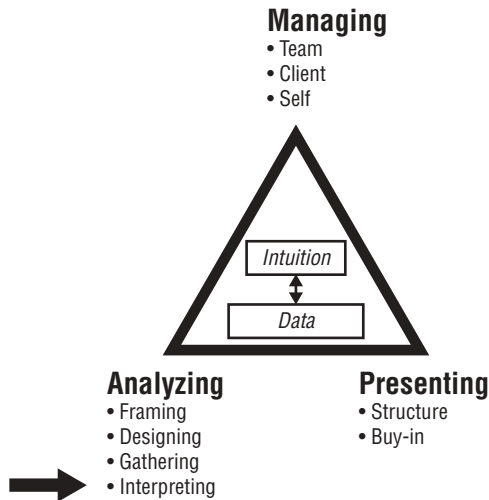 Managing
• Team
• Client
• Self
Intuition
Data
Analyzing
• Framing
• Designing
• Gathering
• Interpreting
Presenting
• Structure
• Buy-in